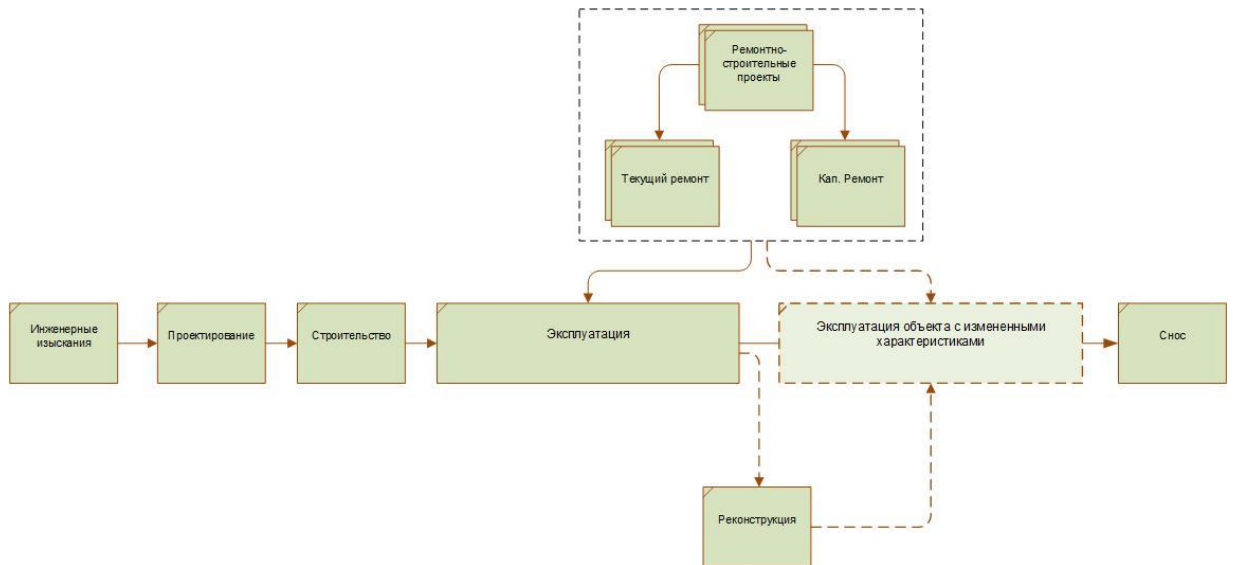 Ремонтно-
строительные
проекты
Текущий ремонт
Кап. Ремонт
Инженерные
изыскания
Проектирование
Строительство
Эксплуатация
Эксплуатация объекта с измененными
характеристиками
Снос
Реконструкция